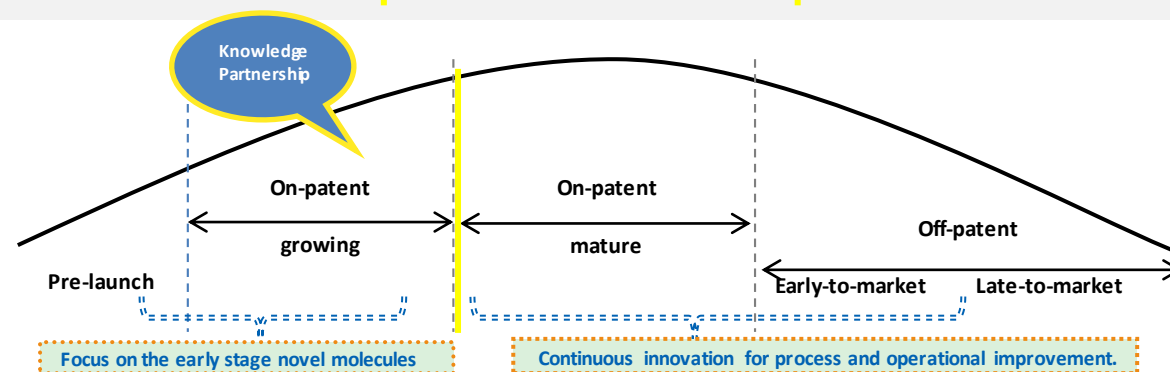 Knowledge
Partnership
On-patent
growing
On-patent
mature
Off-patent
Pre-launch
Early-to-market
Late-to-market
Focus on the early stage novel molecules
Continuous innovation for process and operational improvement.